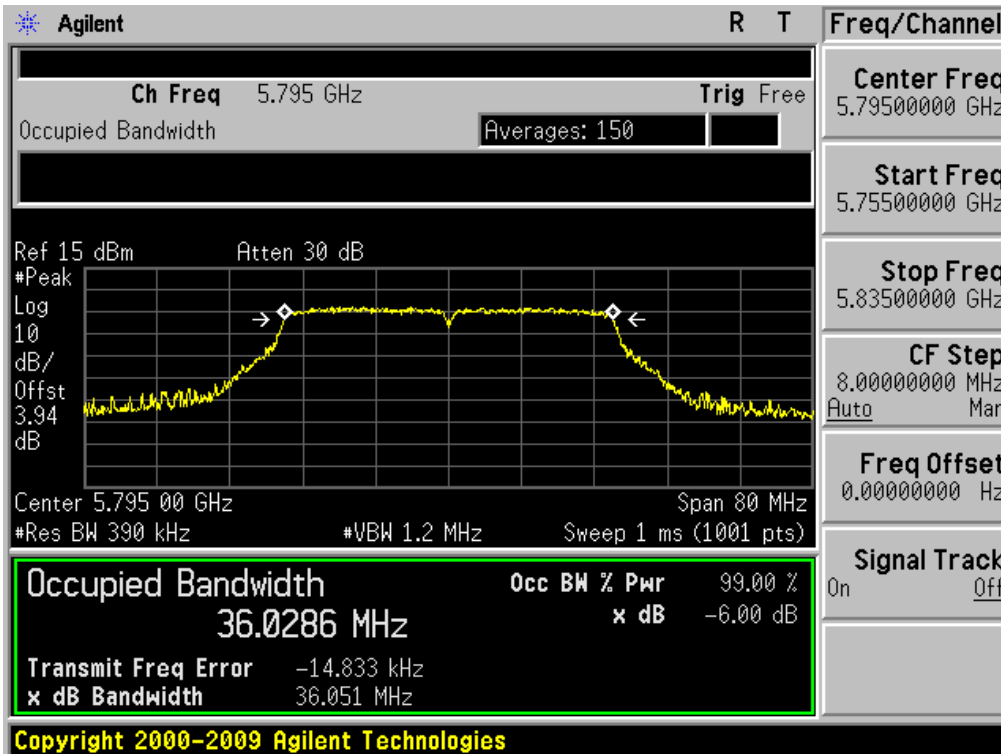 Agilent R T
Ch Freq 5.795 GHz Trig Free
Occupied Bandwidth Averages: 150
Ref 15 dBm Atten 30 dB
#Peak
Log
10
dB/
Offst
3.94
dB
Center 5.795 00 GHz Span 80 MHz
#Res BW 390 kHz #VBW 1.2 MHz Sweep 1 ms (1001 pts)
Occupied Bandwidth Occ BW % Pwr 99.00 %
36.0286 MHz x dB -6.00 dB
Transmit Freq Error -14.833 kHz
x dB Bandwidth 36.051 MHz
Copyright 2000-2009 Agilent Technologies
Freq/Channel
Center Freq
5.79500000 GHz
Start Freq
5.75500000 GHz
Stop Freq
5.83500000 GHz
CF Step
8.00000000 MHz
Auto Man
Freq Offset
0.00000000 Hz
Signal Track
On Off